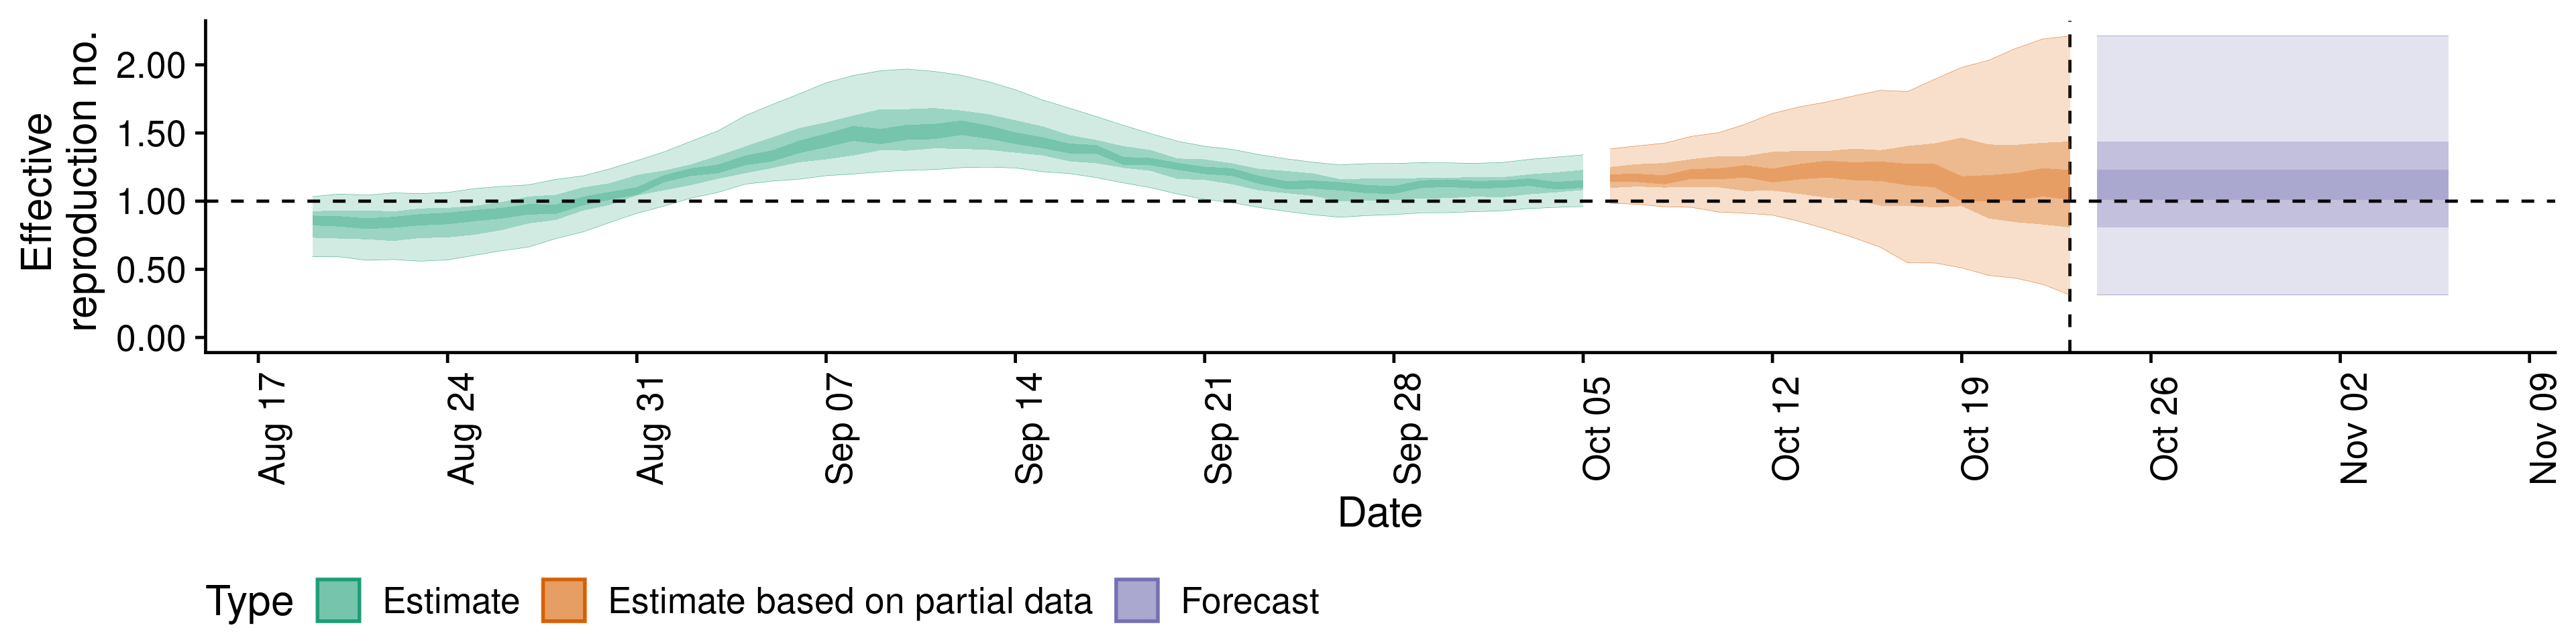 Effective
reproduction no.
2.00
1.50
1.00
0.50
0.00
Aug 17
Aug 24
Aug 31
Sep 07
Sep 14
Sep 21
Sep 28
Oct 05
Oct 12
Oct 19
Oct 26
Nov 02
Nov 09
Date
Type Estimate Estimate based on partial data Forecast